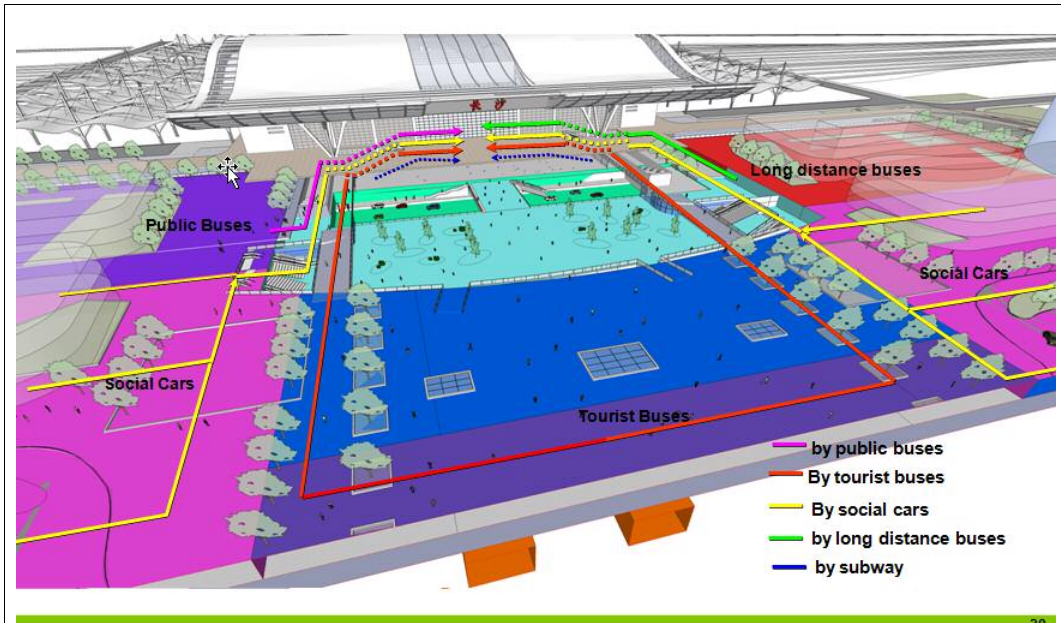 长沙
Long distance buses
Public Buses
Social Cars
Social Cars
Tourist Buses
by public buses
By tourist buses
By social cars
by long distance buses
by subway